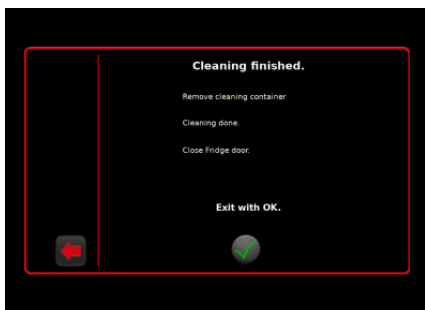 Cleaning finished.
Remove cleaning container
Cleaning done.
Close Fridge door.
Exit with OK.